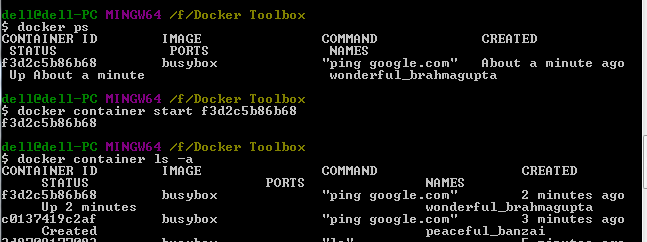 dell@dell-PC MINGW64 /f/Docker Toolbox
$ docker ps
CONTAINER ID IMAGE COMMAND CREATED
STATUS PORTS NAMES
f3d2c5b86b68 busybox "ping google.com" About a minute ago
Up About a minute wonderful_brahmagupta
dell@dell-PC MINGW64 /f/Docker Toolbox
$ docker container start f3d2c5b86b68
f3d2c5b86b68
dell@dell-PC MINGW64 /f/Docker Toolbox
$ docker container ls -a
CONTAINER ID IMAGE COMMAND CREATED
STATUS PORTS NAMES
f3d2c5b86b68 busybox "ping google.com" 2 minutes ago
Up 2 minutes wonderful_brahmagupta
c0137419c2af busybox "ping google.com" 3 minutes ago
Created peaceful_banzai
busybox "ls" 5 minutes ago